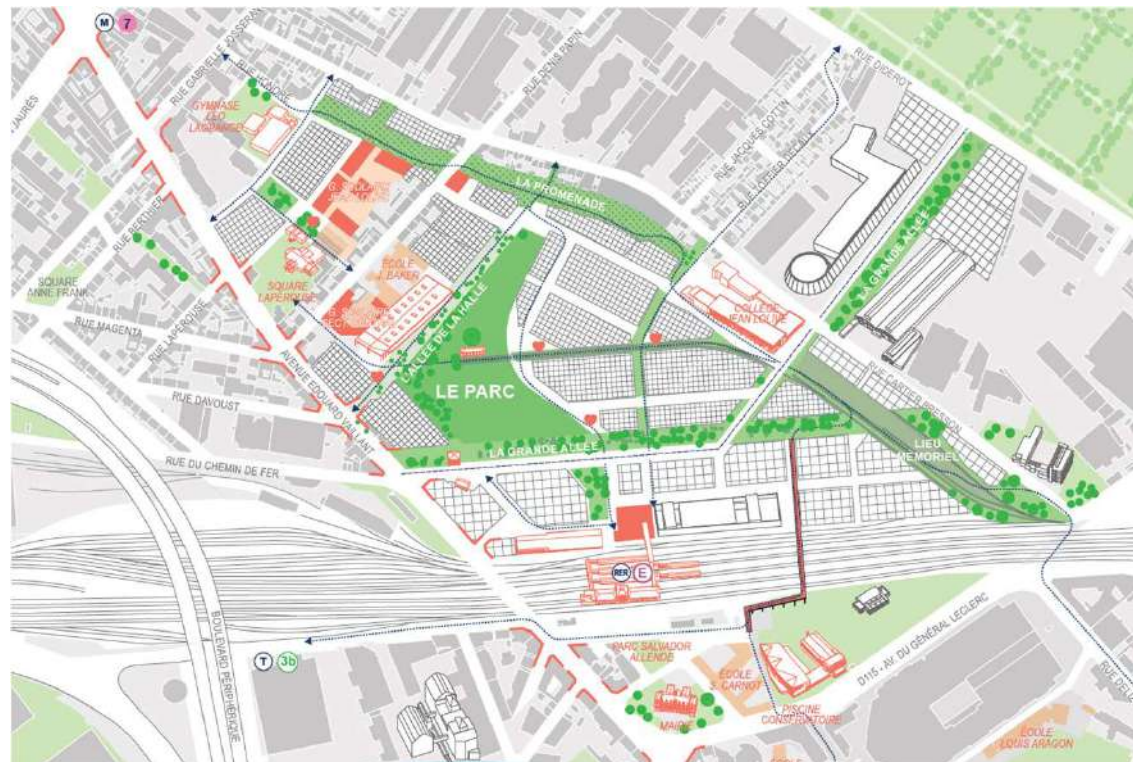 M 7
JAURÈS
RUE GABRIELLE JOSSERAND
GYMNASE
LÉO
LAGRANGE
RUE DENIS PAPIN
RUE DIDEROT
RUE JACQUES COTTIN
LA PROMENADE
LA GRANDE ALLÉE
RUE BERTHIER
SQUARE
ANNE FRANK
RUE MAGENTA
RUE LAPÉROUSE
SQUARE
LAPÉROUSE
ÉCOLE
J. BAKER
L'ALLÉE DE LA HALLE
COLLÈGE
JEAN LOLIVE
AVENUE EDOUARD VAILLANT
RUE DAVOUST
LE PARC
RUE CARTIER BRESSON
RUE DU CHEMIN DE FER
LA GRANDE ALLÉE
LIEU
MÉMORIEL
RER E
BOULEVARD PÉRIPHÉRIQUE
T 3b
PARC SALVADOR
ALLENDE
ÉCOLE
S. CARNOT
MAIRIE
PISCINE
CONSERVATOIRE
D115 - AV. DU GÉNÉRAL LECLERC
ÉCOLE
LOUIS ARAGON